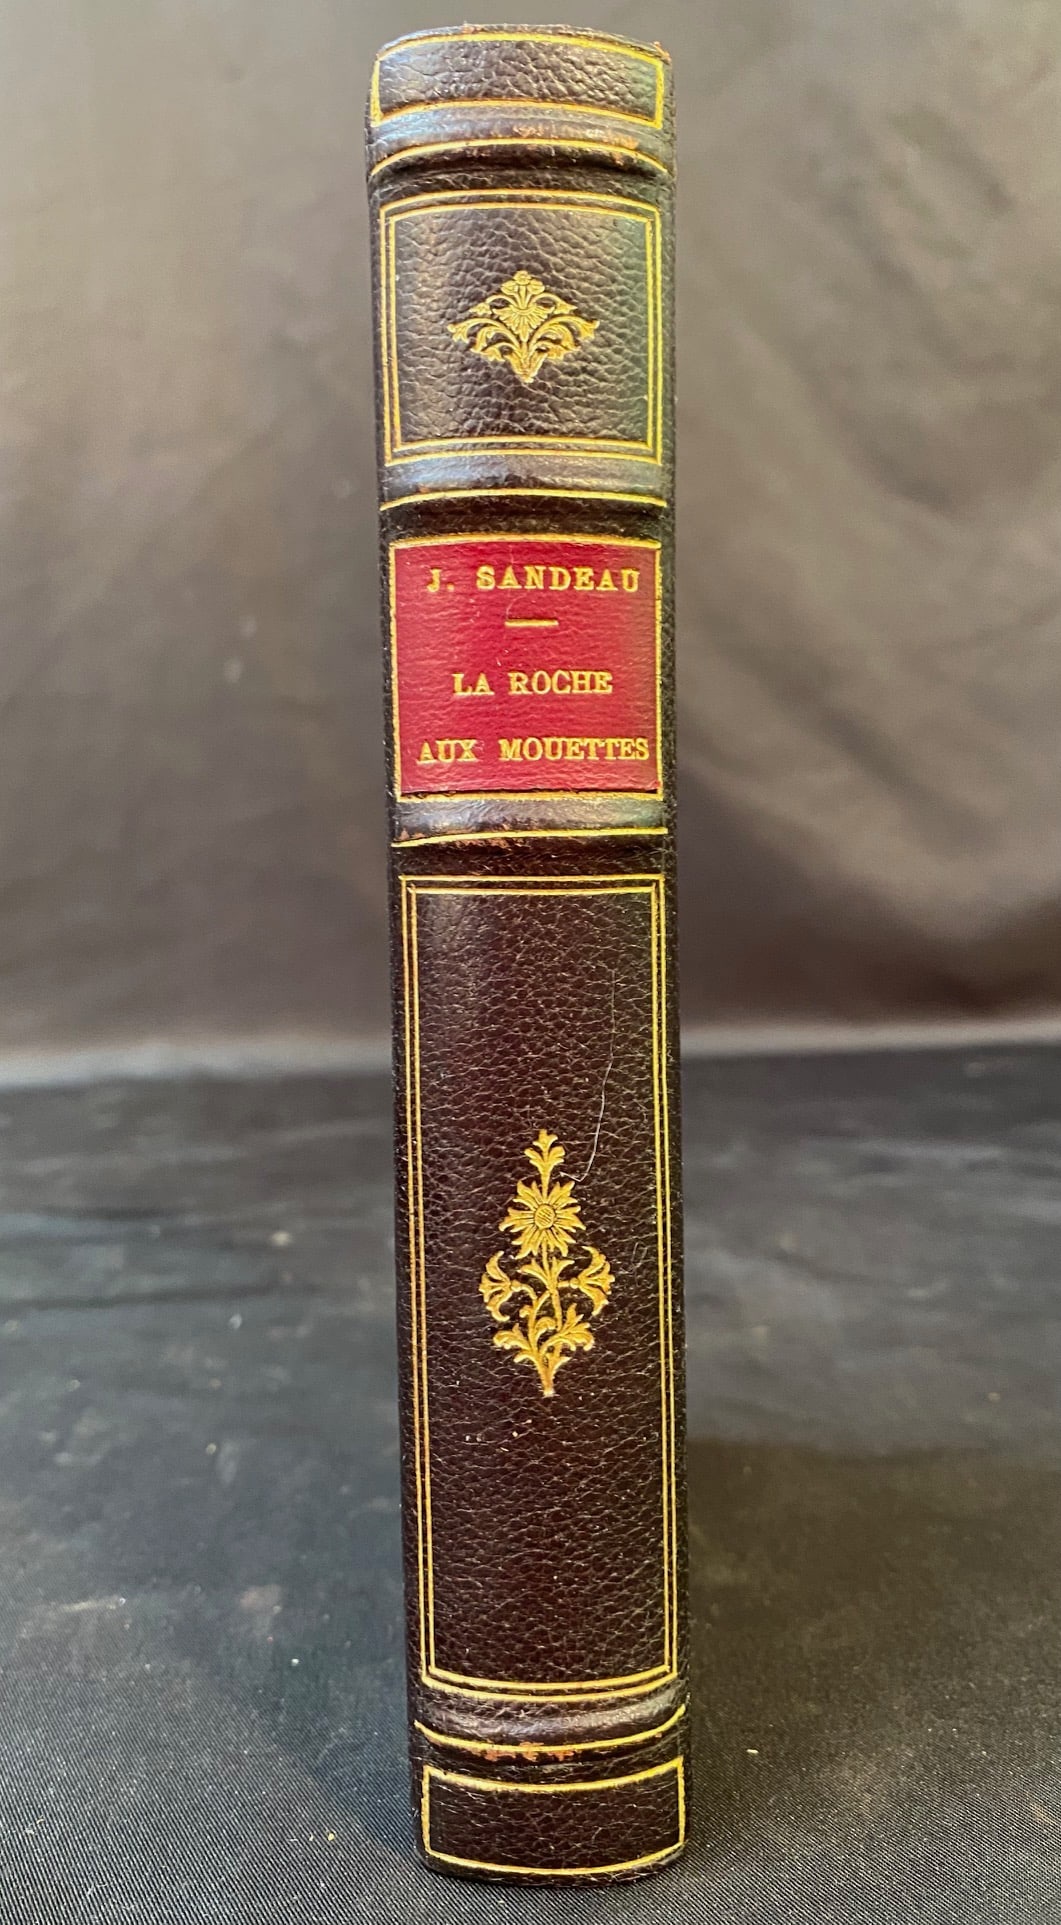 J. SANDEAU
LA ROCHE
AUX MOUETTES